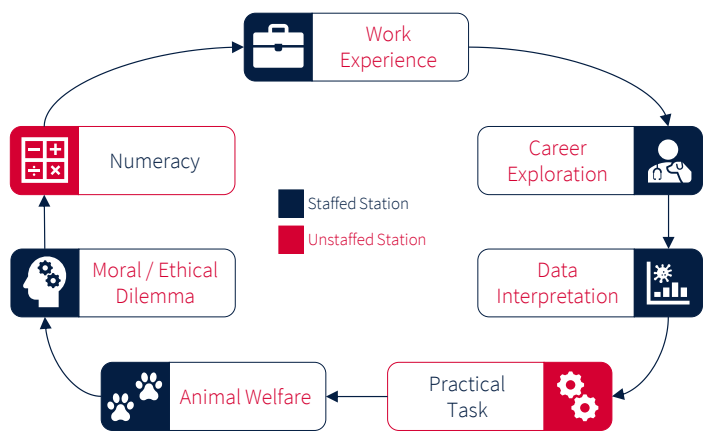 Work
Experience
Career
Exploration
Data
Interpretation
Practical
Task
Animal Welfare
Moral / Ethical
Dilemma
Numeracy
Staffed Station
Unstaffed Station